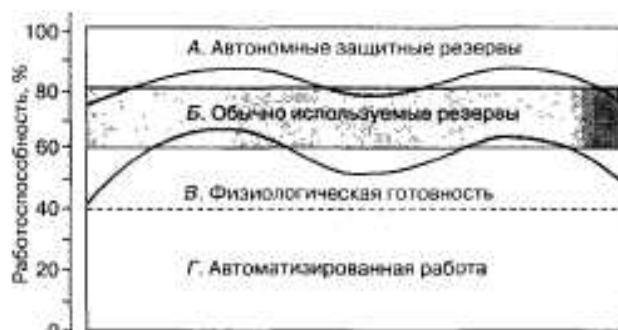 Работоспособность, %
100
А. Автономные защитные резервы
80
Б. Обычно используемые резервы
60
В. Физиологическая готовность
40
20
Г. Автоматизированная работа
0